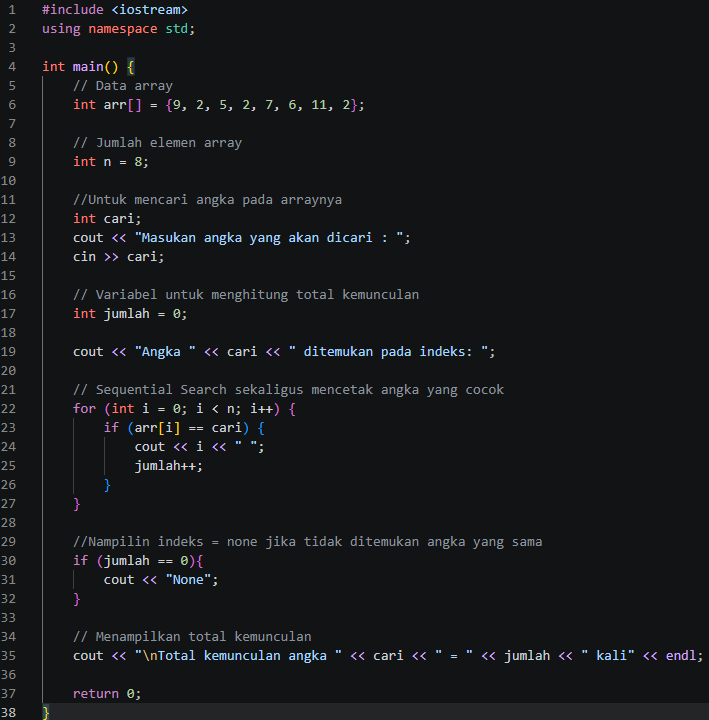 1 #include <iostream>
2 using namespace std;
3
4 int main() {
5     // Data array
6     int arr[] = {9, 2, 5, 2, 7, 6, 11, 2};
7
8     // Jumlah elemen array
9     int n = 8;
10
11     //Untuk mencari angka pada arraynya
12     int cari;
13     cout << "Masukan angka yang akan dicari : ";
14     cin >> cari;
15
16     // Variabel untuk menghitung total kemunculan
17     int jumlah = 0;
18
19     cout << "Angka " << cari << " ditemukan pada indeks: ";
20
21     // Sequential Search sekaligus mencetak angka yang cocok
22     for (int i = 0; i < n; i++) {
23         if (arr[i] == cari) {
24             cout << i << " ";
25             jumlah++;
26         }
27     }
28
29     //Nampilin indeks = none jika tidak ditemukan angka yang sama
30     if (jumlah == 0){
31         cout << "None";
32     }
33
34     // Menampilkan total kemunculan
35     cout << "\nTotal kemunculan angka " << cari << " = " << jumlah << " kali" << endl;
36
37     return 0;
38 }